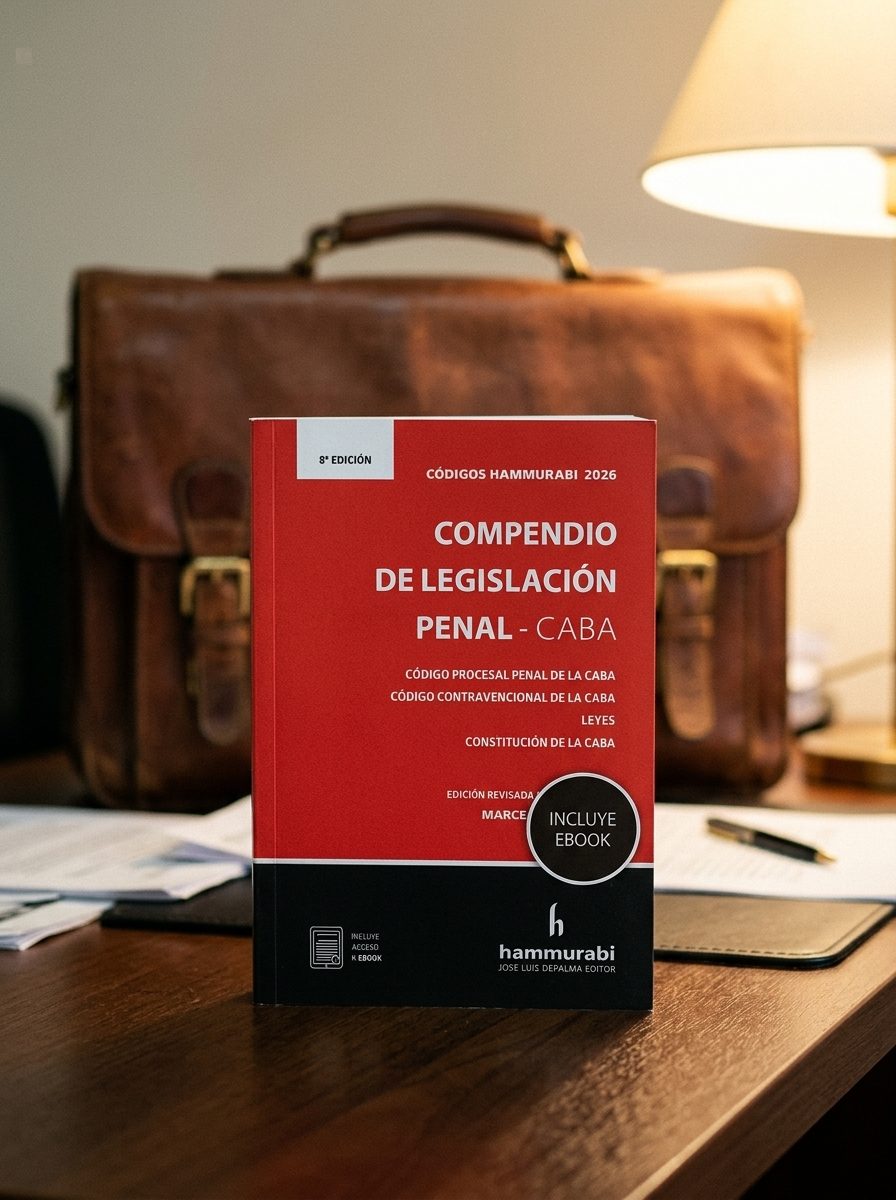 8ª EDICIÓN
CÓDIGOS HAMMURABI 2026
COMPENDIO
DE LEGISLACIÓN
PENAL - CABA
CÓDIGO PROCESAL PENAL DE LA CABA
CÓDIGO CONTRAVENCIONAL DE LA CABA
LEYES
CONSTITUCIÓN DE LA CABA
EDICIÓN REVISADA
MARCE
INCLUYE
EBOOK
INCLUYE
ACCESO
EBOOK
h
hammurabi
JOSE LUIS DEPALMA EDITOR